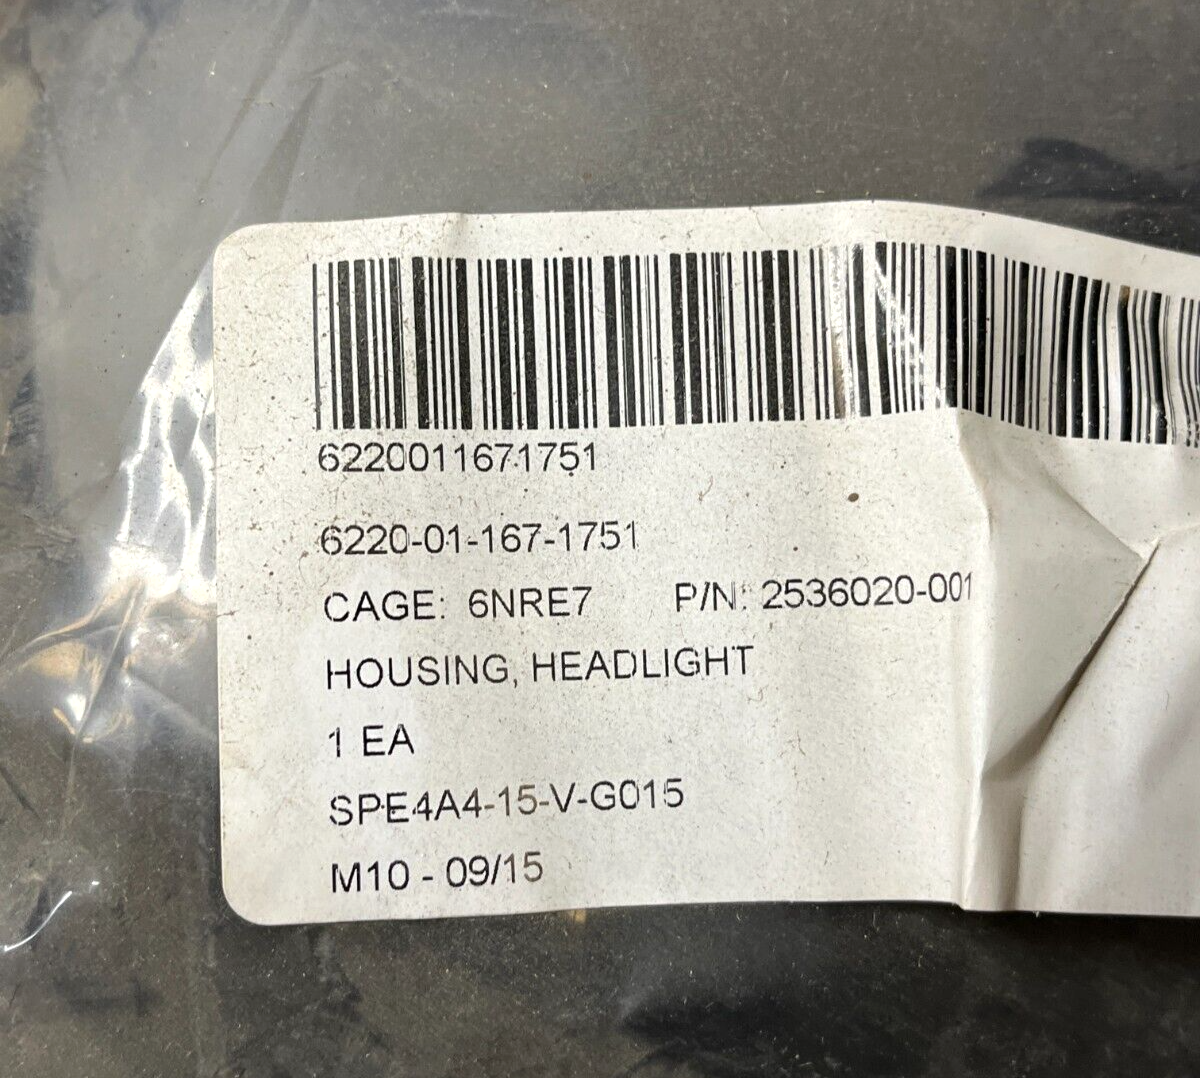 6220011671751
6220-01-167-1751
CAGE: 6NRE7 P/N: 2536020-001
HOUSING, HEADLIGHT
1 EA
SPE4A4-15-V-G015
M10 - 09/15